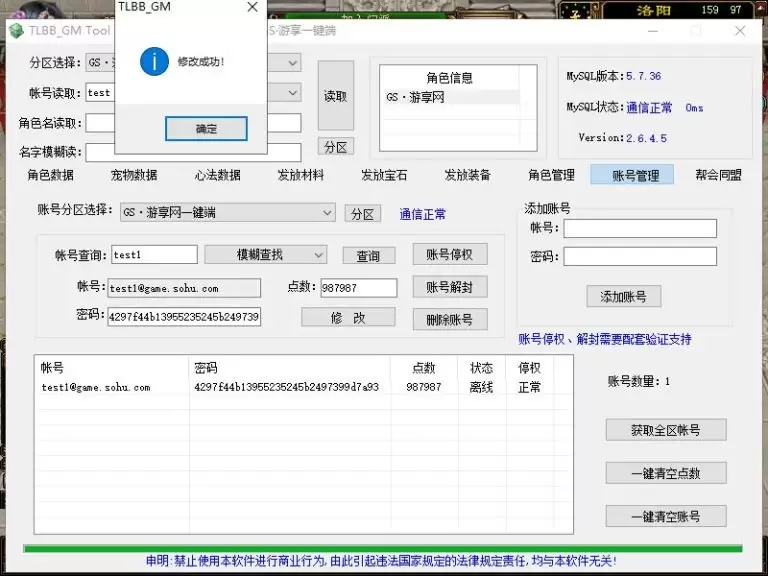 TLBB_GM
加入门派
洛阳 159 97
TLBB_GM Tool
GS·游享一键端
修改成功!
确定
分区选择: GS·游
帐号读取: test
角色名读取:
名字模糊读:
读取
分区
角色信息
GS·游享网
MySQL版本:5.7.36
MySQL状态:通信正常 0ms
Version:2.6.4.5
角色数据 宠物数据 心法数据 发放材料 发放宝石 发放装备 角色管理 账号管理 帮会同盟
账号分区选择: GS·游享网一键端 分区 通信正常
帐号查询: test1 模糊查找 查询 账号停权
帐号: test1@game.sohu.com 点数: 987987 账号解封
密码: 4297f44b13955235245b249739 修 改 删除账号
添加账号
帐号:
密码:
添加账号
账号停权、解封需要配套验证支持
帐号 密码 点数 状态 停权
test1@game.sohu.com 4297f44b13955235245b2497399d7a93 987987 离线 正常
账号数量: 1
获取全区帐号
一键清空点数
一键清空账号
申明:禁止使用本软件进行商业行为,由此引起违法国家规定的法律规定责任,均与本软件无关!